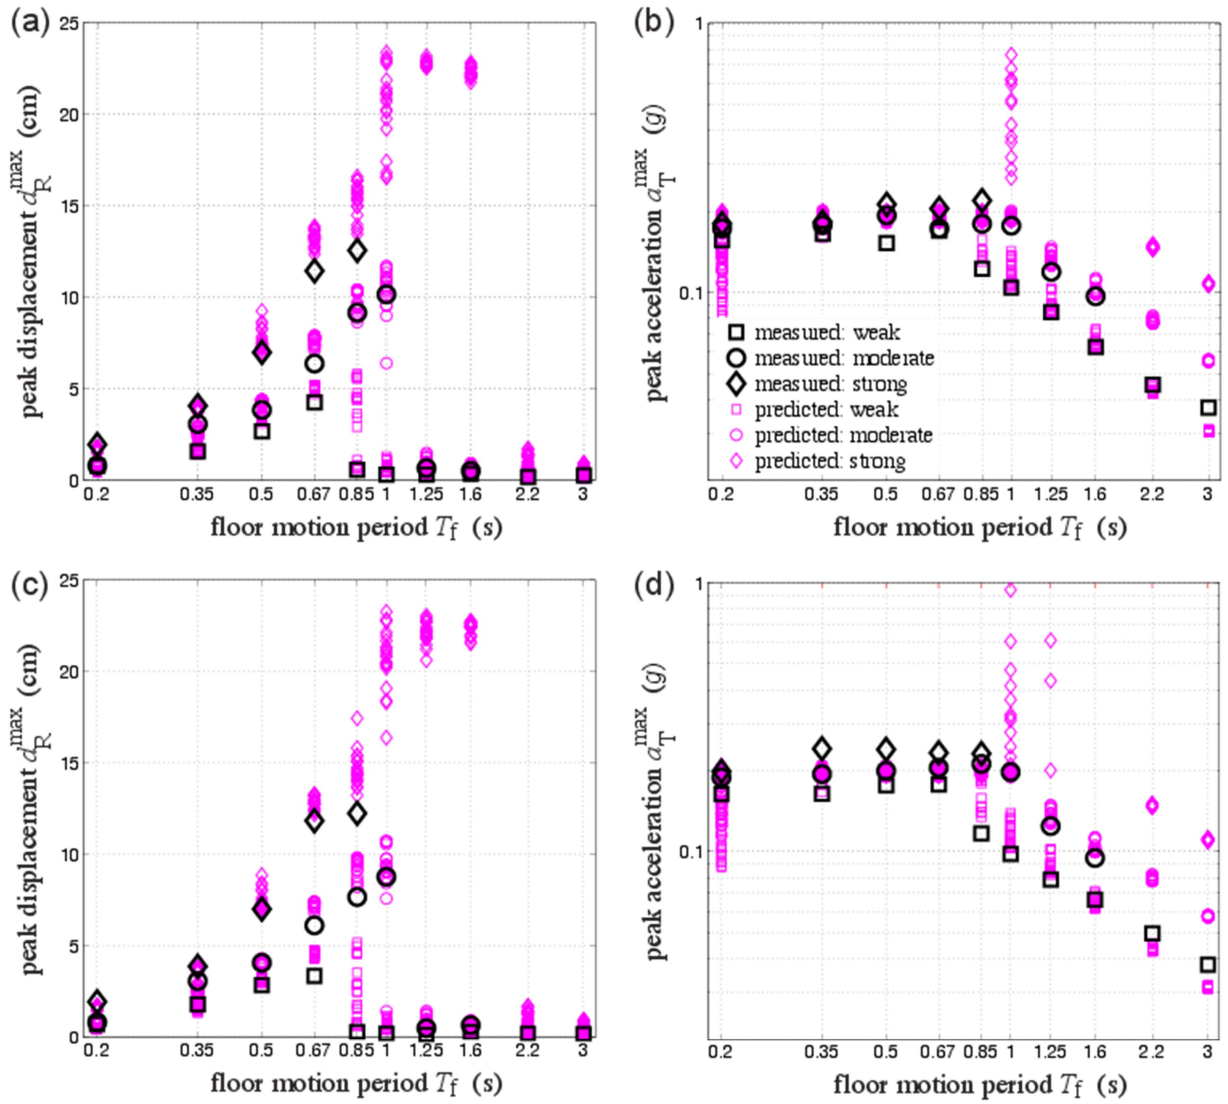 (a)
25
20
15
10
5
0
0.2 0.35 0.5 0.67 0.85 1 1.25 1.6 2.2 3
peak displacement d_R^max (cm)
floor motion period T_f (s)
(b)
1
0.1
0.2 0.35 0.5 0.67 0.85 1 1.25 1.6 2.2 3
peak acceleration a_T^max (g)
floor motion period T_f (s)
measured: weak
measured: moderate
measured: strong
predicted: weak
predicted: moderate
predicted: strong
(c)
25
20
15
10
5
0
0.2 0.35 0.5 0.67 0.85 1 1.25 1.6 2.2 3
peak displacement d_R^max (cm)
floor motion period T_f (s)
(d)
1
0.1
0.2 0.35 0.5 0.67 0.85 1 1.25 1.6 2.2 3
peak acceleration a_T^max (g)
floor motion period T_f (s)